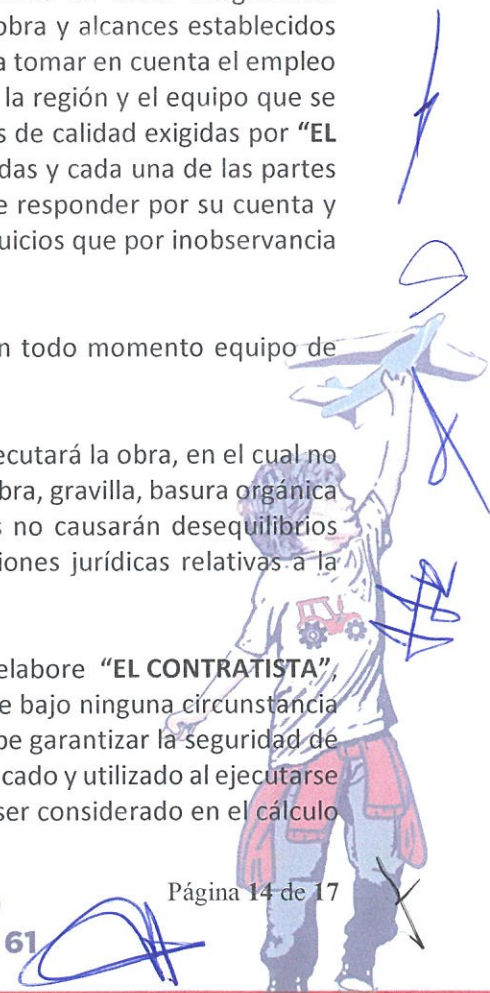 obra y alcances establecidos
a tomar en cuenta el empleo
la región y el equipo que se
s de calidad exigidas por “EL
das y cada una de las partes
e responder por su cuenta y
uicios que por inobservancia
n todo momento equipo de
ecutará la obra, en el cual no
bra, gravilla, basura orgánica
s no causarán desequilibrios
iones jurídicas relativas a la
elabore “EL CONTRATISTA”,
e bajo ninguna circunstancia
be garantizar la seguridad de
cado y utilizado al ejecutarse
ser considerado en el cálculo
Página 14 de 17
61